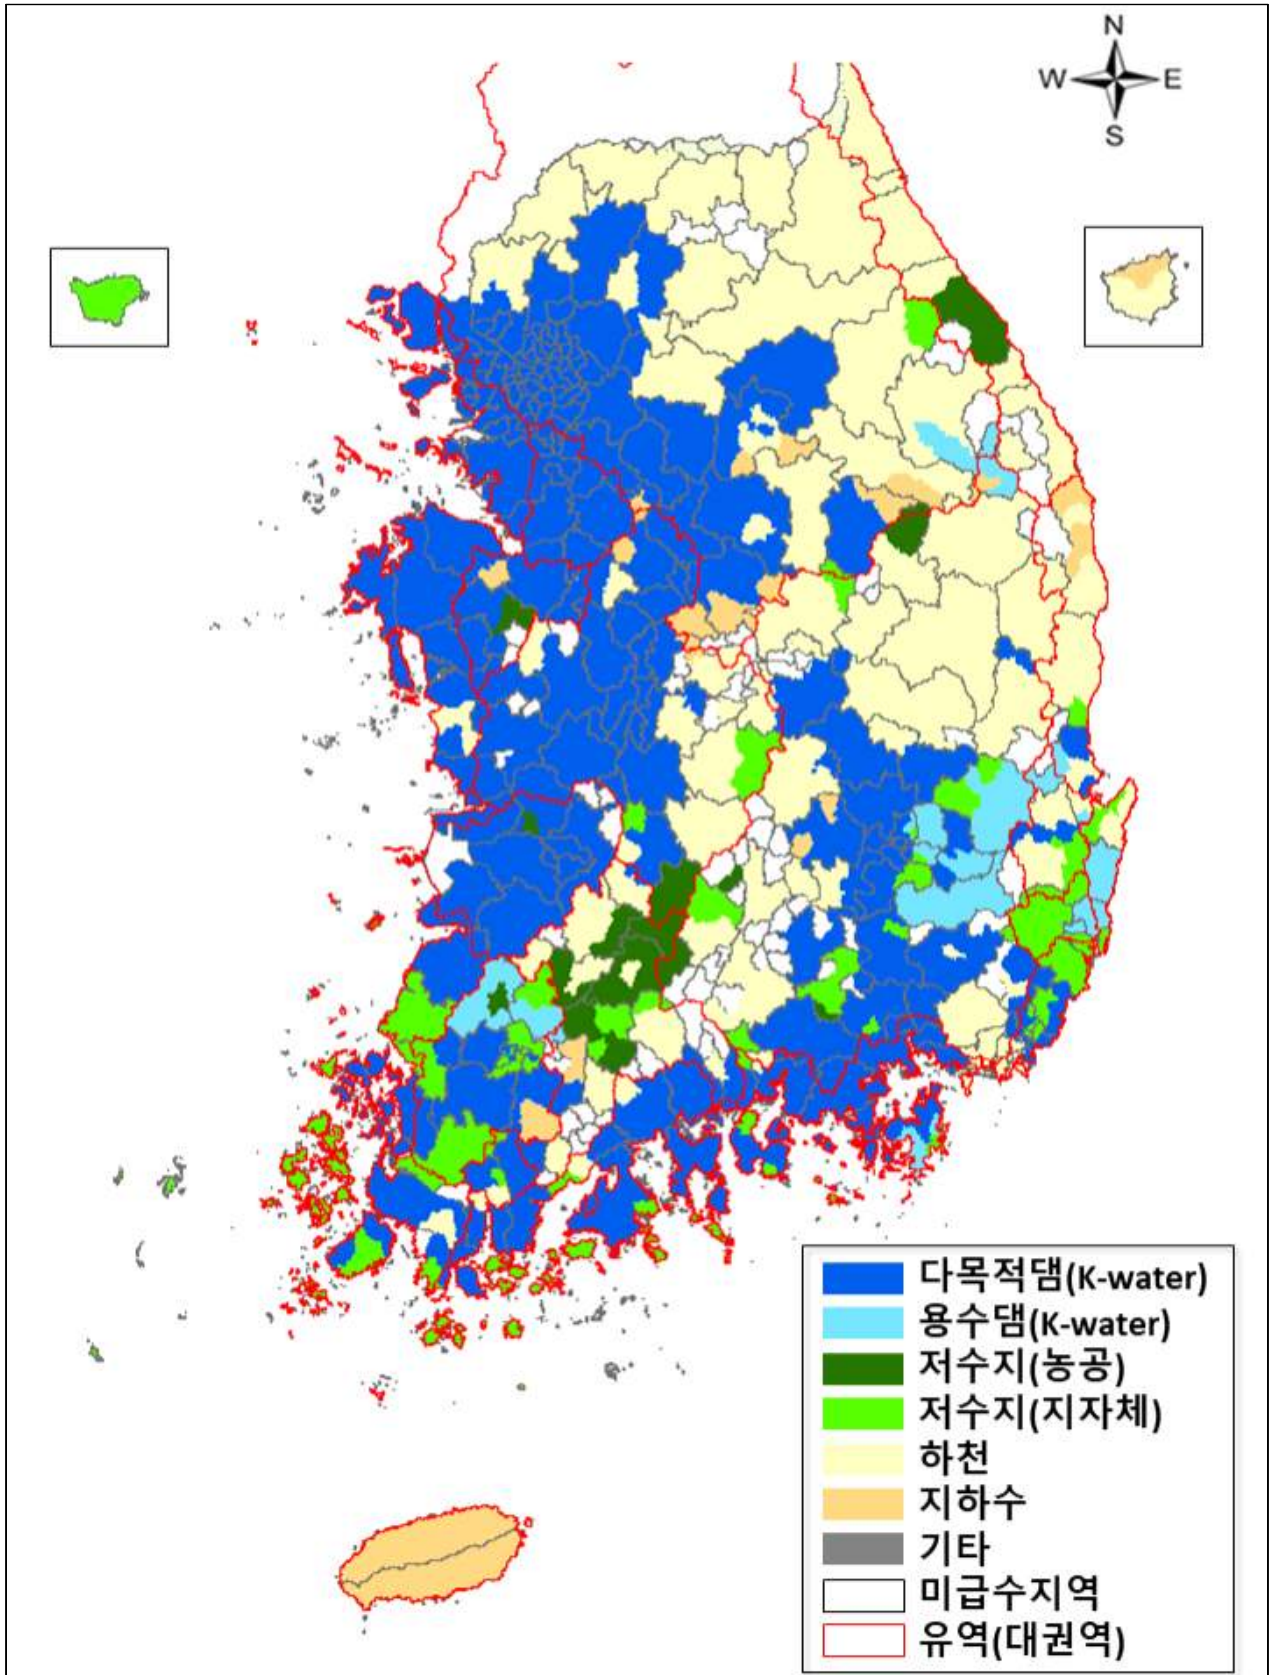 N
W E
S
다목적댐(K-water)
용수댐(K-water)
저수지(농공)
저수지(지자체)
하천
지하수
기타
미급수지역
유역(대권역)